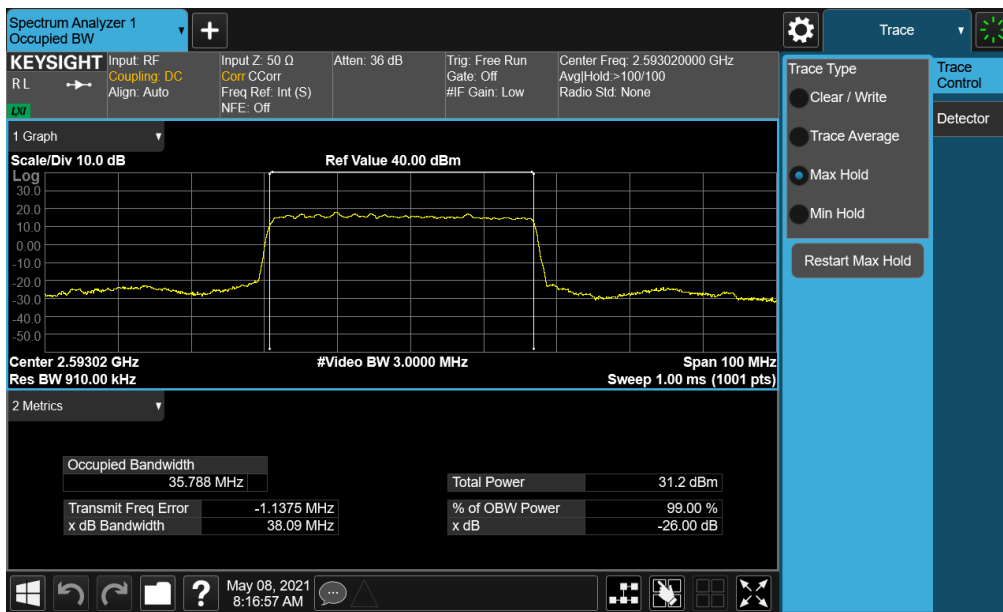 Spectrum Analyzer 1
Occupied BW
+
Trace
KEYSIGHT
R L
LXI
Input: RF
Coupling: DC
Align: Auto
Input Z: 50 Ω
Corr CCorr
Freq Ref: Int (S)
NFE: Off
Atten: 36 dB
Trig: Free Run
Gate: Off
#IF Gain: Low
Center Freq: 2.593020000 GHz
Avg|Hold:>100/100
Radio Std: None
Trace Type
Clear / Write
Trace Average
Max Hold
Min Hold
Restart Max Hold
Trace
Control
Detector
1 Graph
Scale/Div 10.0 dB
Ref Value 40.00 dBm
Log
30.0
20.0
10.0
0.00
-10.0
-20.0
-30.0
-40.0
-50.0
Center 2.59302 GHz
#Video BW 3.0000 MHz
Span 100 MHz
Res BW 910.00 kHz
Sweep 1.00 ms (1001 pts)
2 Metrics
Occupied Bandwidth
35.788 MHz
Total Power 31.2 dBm
Transmit Freq Error -1.1375 MHz
% of OBW Power 99.00 %
x dB Bandwidth 38.09 MHz
x dB -26.00 dB
?
May 08, 2021
8:16:57 AM